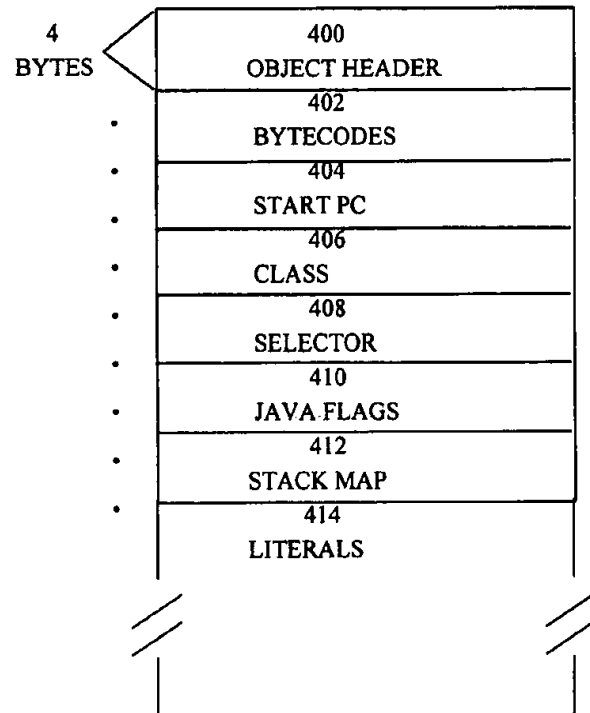 4
BYTES
400
OBJECT HEADER
402
BYTECODES
404
START PC
406
CLASS
408
SELECTOR
410
JAVA FLAGS
412
STACK MAP
414
LITERALS